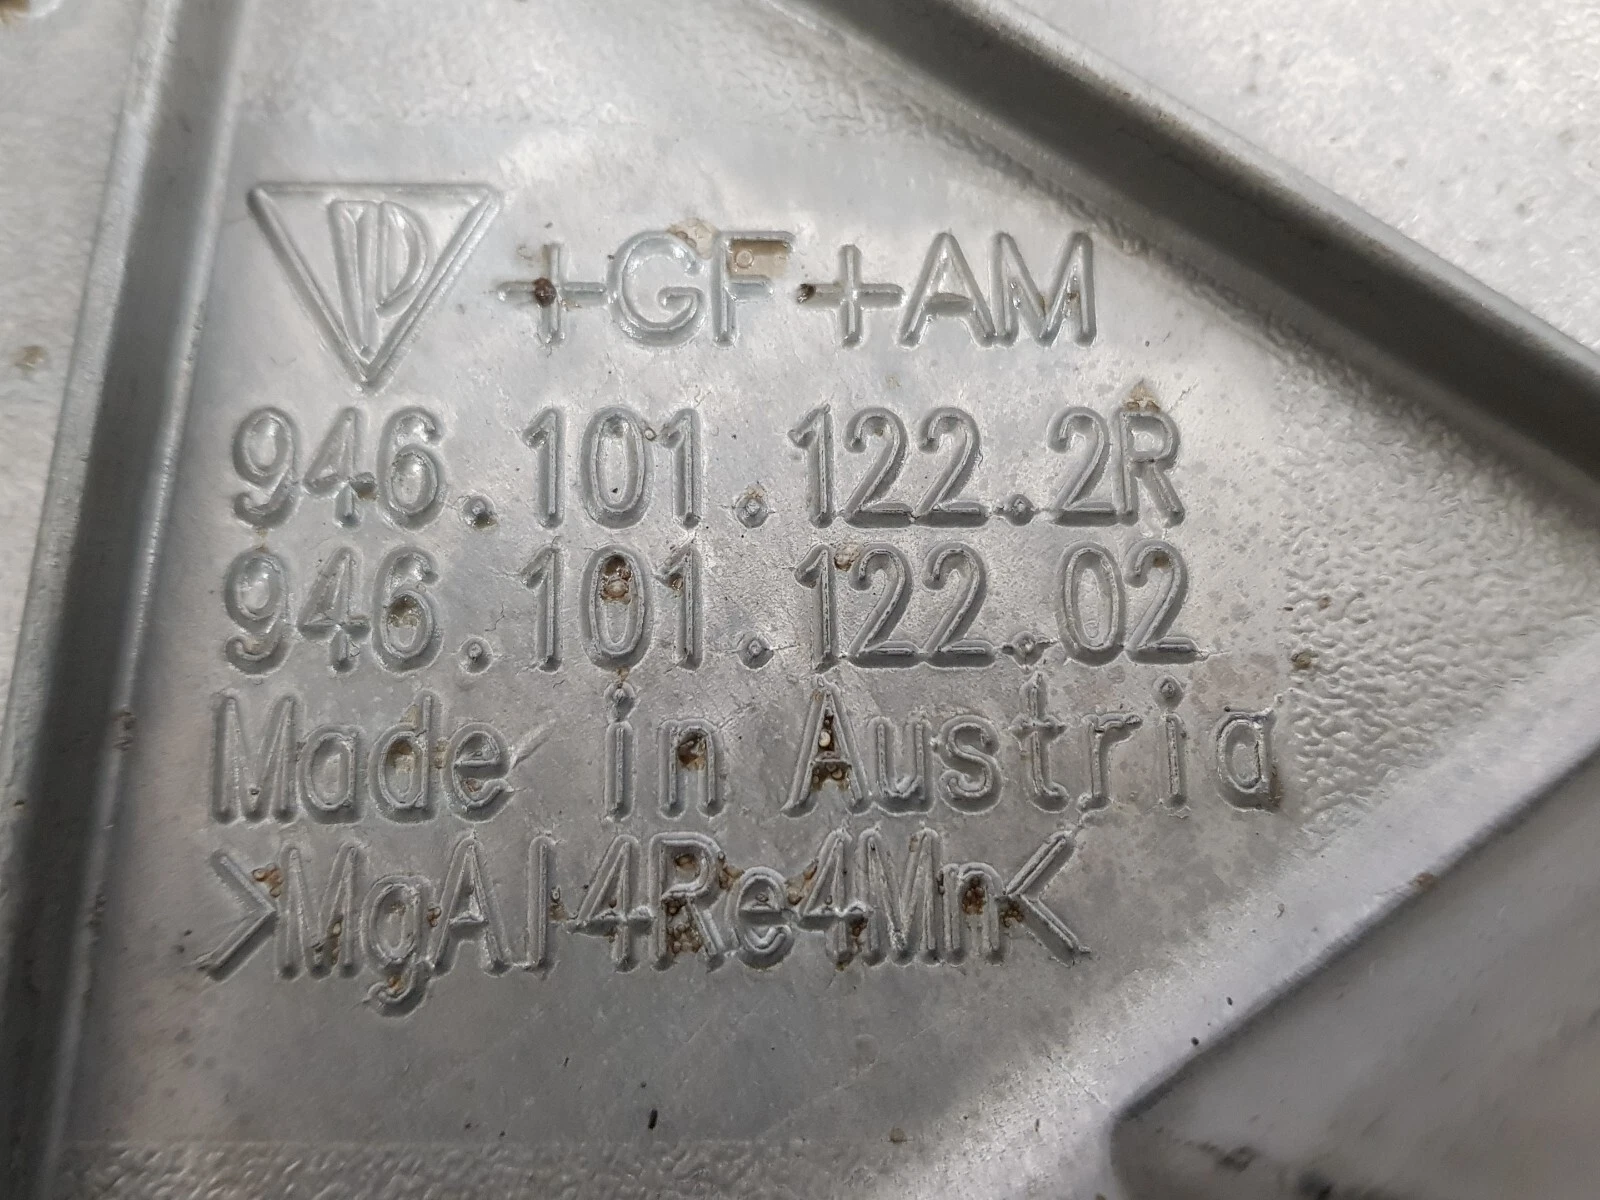 +GF+AM
946.101.122.2R
946.101.122.02
Made in Austria
>MgAl4Re4Mn<